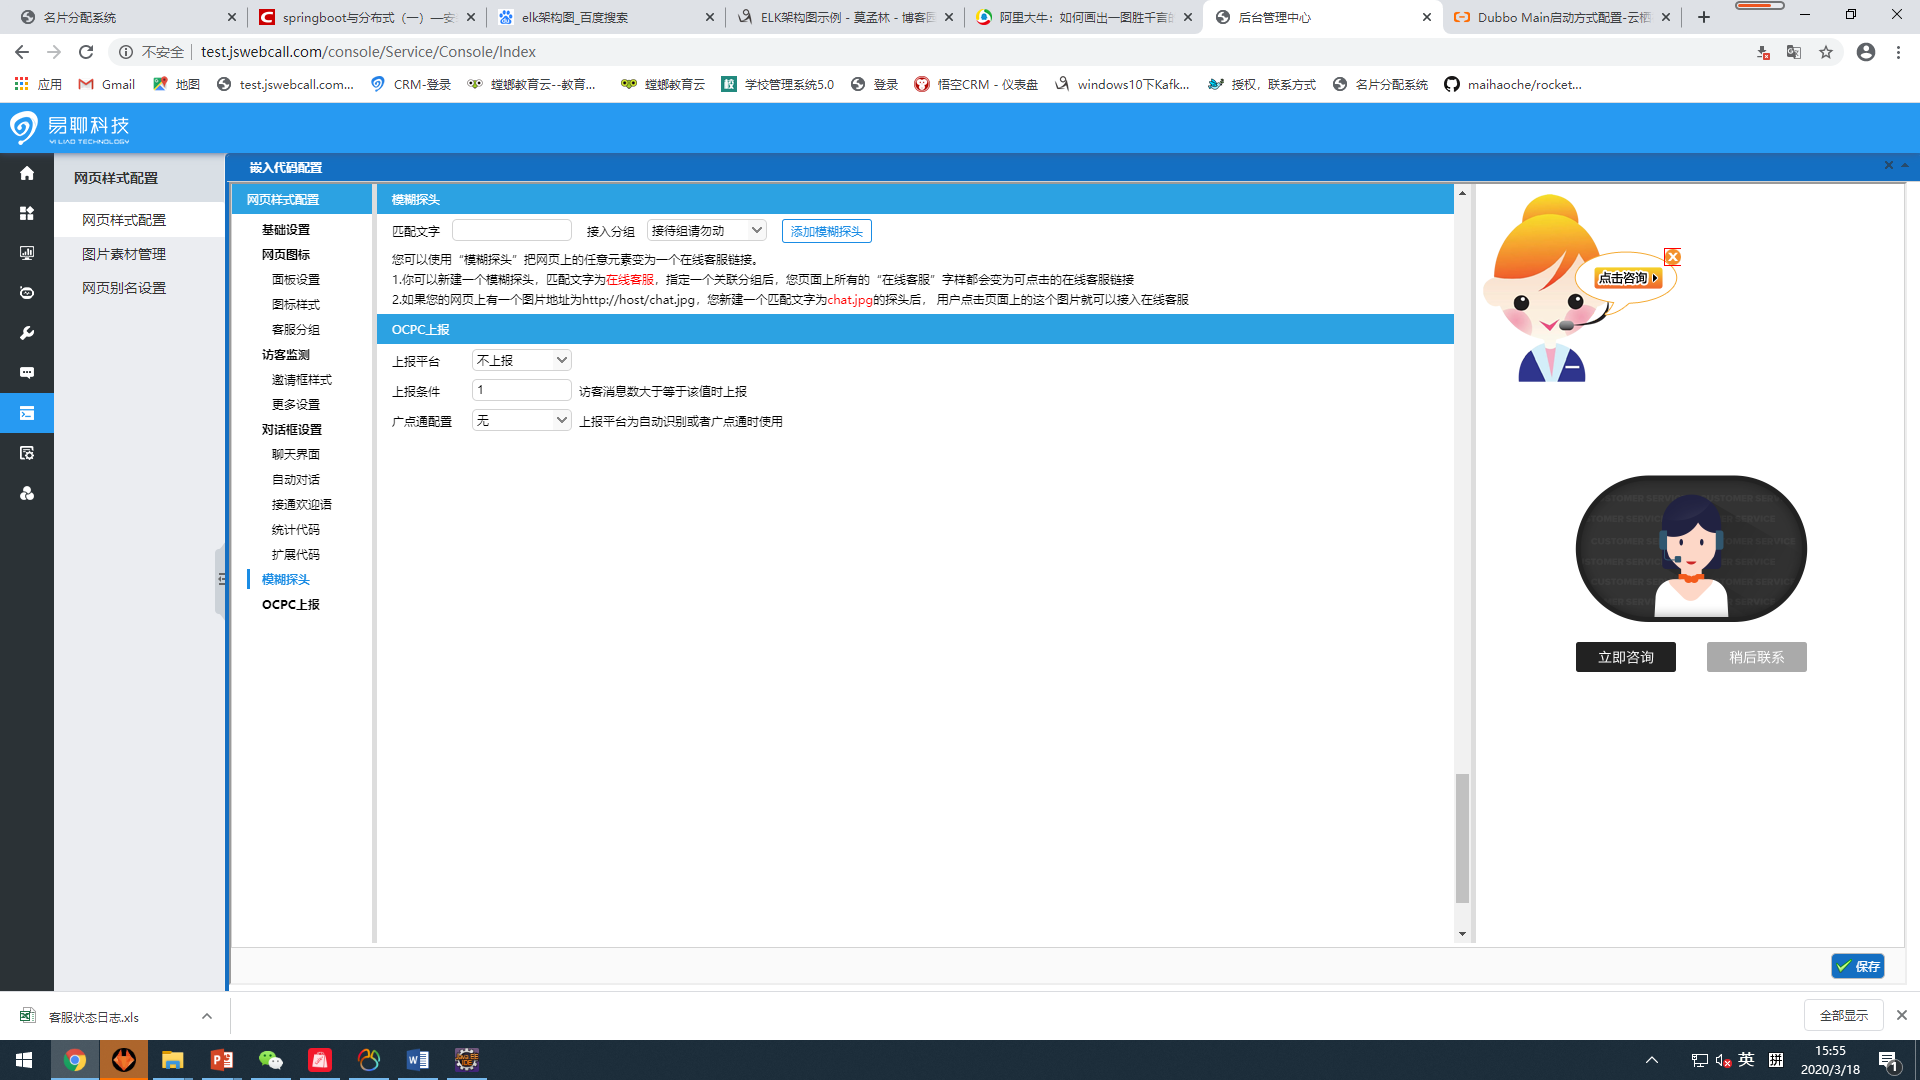 名片分配系统
springboot与分布式（一）—安
elk架构图_百度搜索
ELK架构图示例 - 莫孟林 - 博客园
阿里大牛：如何画出一图胜千言的
后台管理中心
Dubbo Main启动方式配置-云栖
不安全 test.jswebcall.com/console/Service/Console/Index
应用 Gmail 地图 test.jswebcall.com... CRM-登录 螳螂教育云--教育... 螳螂教育云 学校管理系统5.0 登录 悟空CRM - 仪表盘 windows10下Kafk... 授权，联系方式 名片分配系统 maihaoche/rocket...
易聊科技
YI LIAO TECHNOLOGY
网页样式配置
网页样式配置
图片素材管理
网页别名设置
嵌入代码配置
网页样式配置
基础设置
网页图标
面板设置
图标样式
客服分组
访客监测
邀请框样式
更多设置
对话框设置
聊天界面
自动对话
接通欢迎语
统计代码
扩展代码
模糊探头
OCPC上报
模糊探头
匹配文字 接入分组 接待组请勿动 添加模糊探头
您可以使用“模糊探头”把网页上的任意元素变为一个在线客服链接。
1.你可以新建一个模糊探头，匹配文字为在线客服，指定一个关联分组后，您页面上所有的“在线客服”字样都会变为可点击的在线客服链接
2.如果您的网页上有一个图片地址为http://host/chat.jpg，您新建一个匹配文字为chat.jpg的探头后， 用户点击页面上的这个图片就可以接入在线客服
OCPC上报
上报平台 不上报
上报条件 1 访客消息数大于等于该值时上报
广点通配置 无 上报平台为自动识别或者广点通时使用
点击咨询
CUSTOMER SERVICE
立即咨询 稍后联系
保存
客服状态日志.xls
全部显示
英
拼
15:55
2020/3/18
1